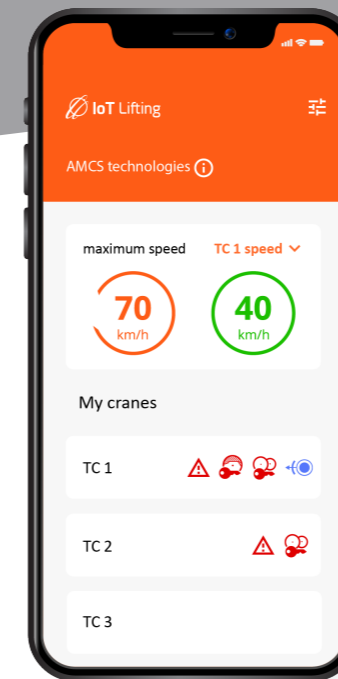 IoT Lifting
AMCS technologies i
maximum speed TC 1 speed
70 40
km/h km/h
My cranes
TC 1
TC 2
TC 3